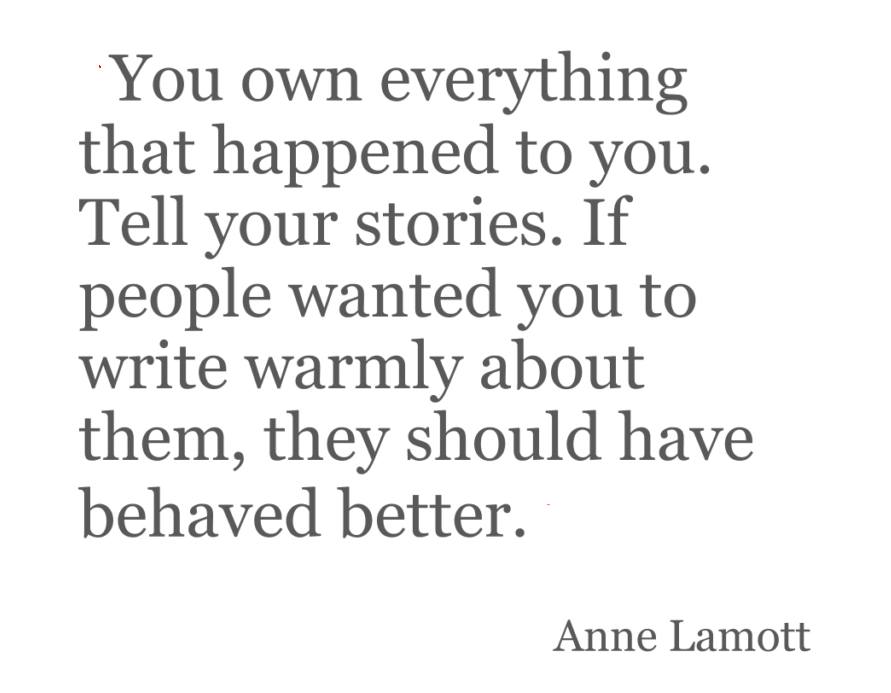 You own everything
that happened to you.
Tell your stories. If
people wanted you to
write warmly about
them, they should have
behaved better.
Anne Lamott